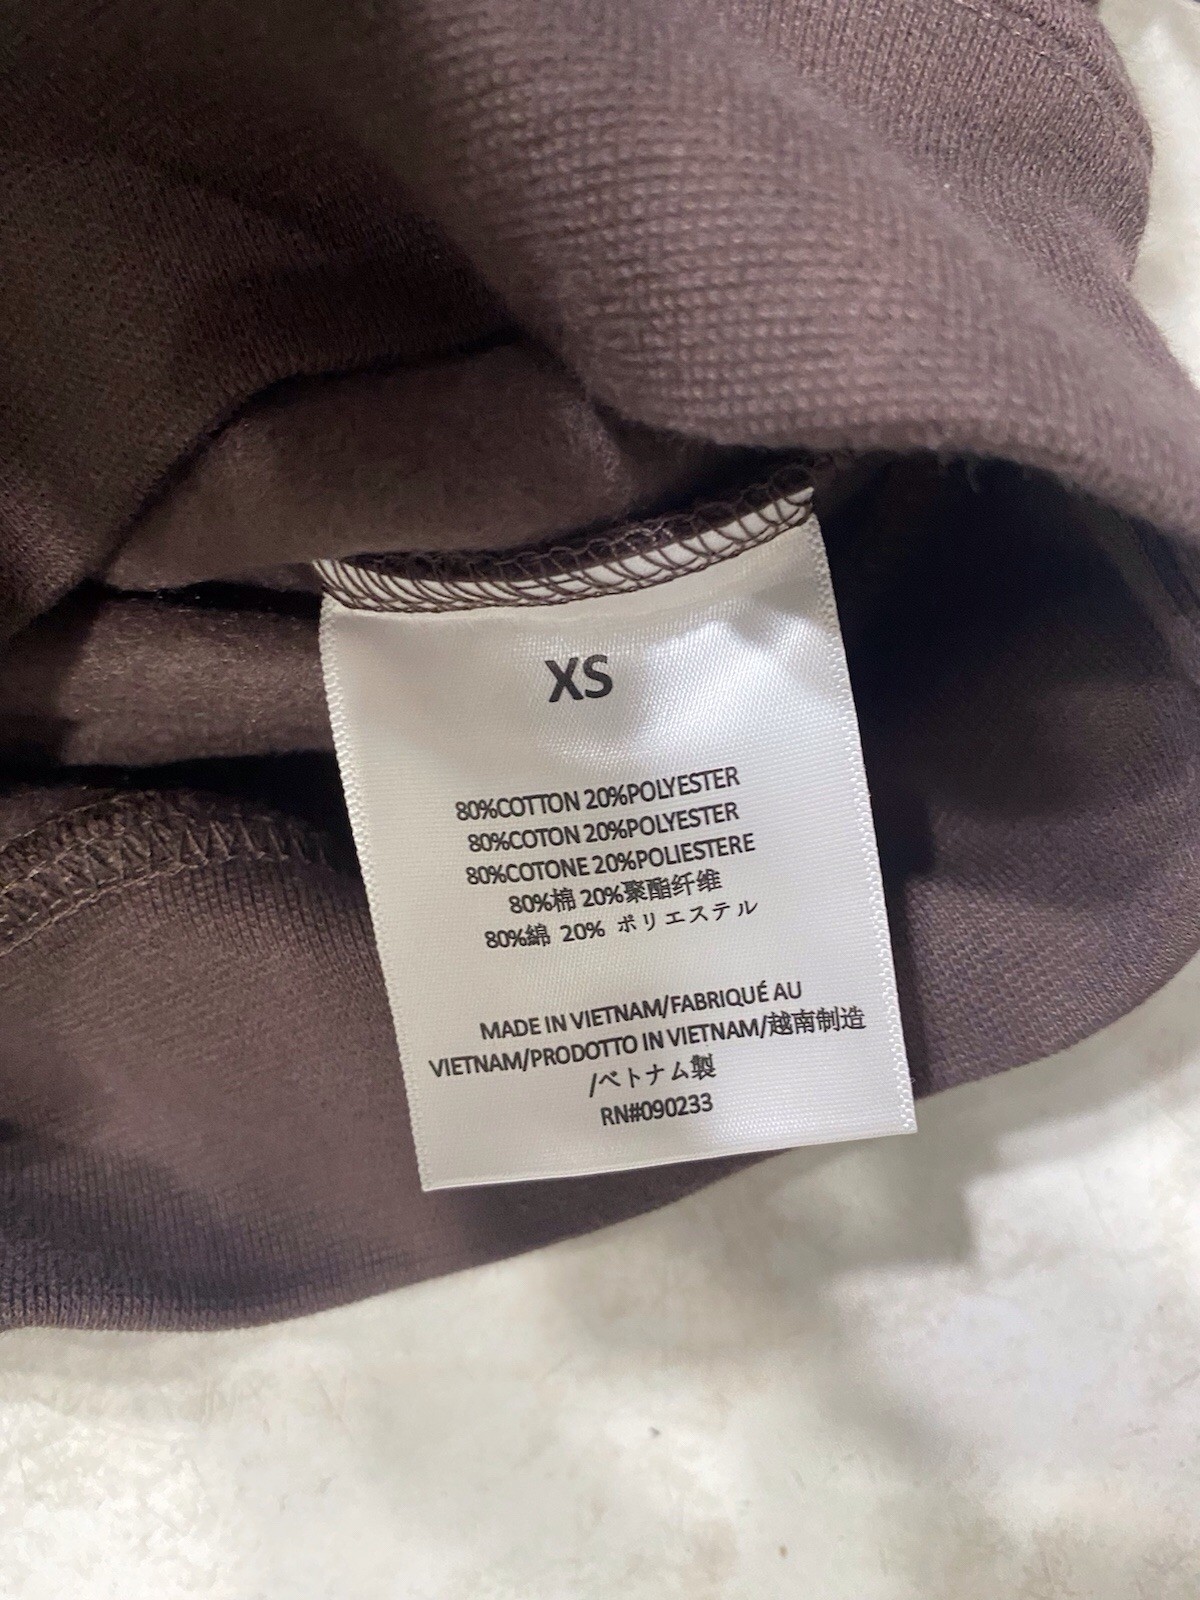 XS
80%COTTON 20%POLYESTER
80%COTON 20%POLYESTER
80%COTONE 20%POLIESTERE
80%棉 20%聚酯纤维
80%綿 20% ポリエステル
MADE IN VIETNAM/FABRIQUÉ AU
VIETNAM/PRODOTTO IN VIETNAM/越南制造
/ベトナム製
RN#090233